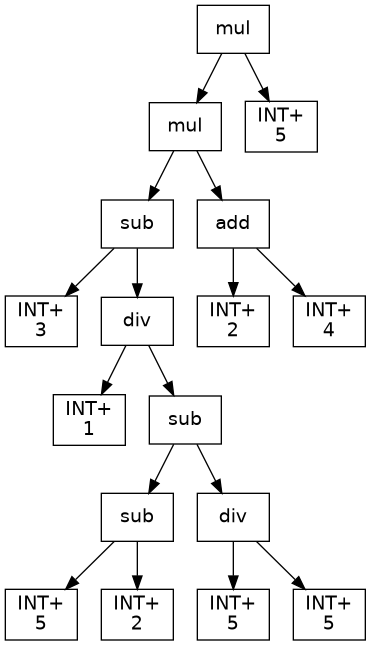 mul
mul
INT+
5
sub
add
INT+
3
div
INT+
2
INT+
4
INT+
1
sub
sub
div
INT+
5
INT+
2
INT+
5
INT+
5